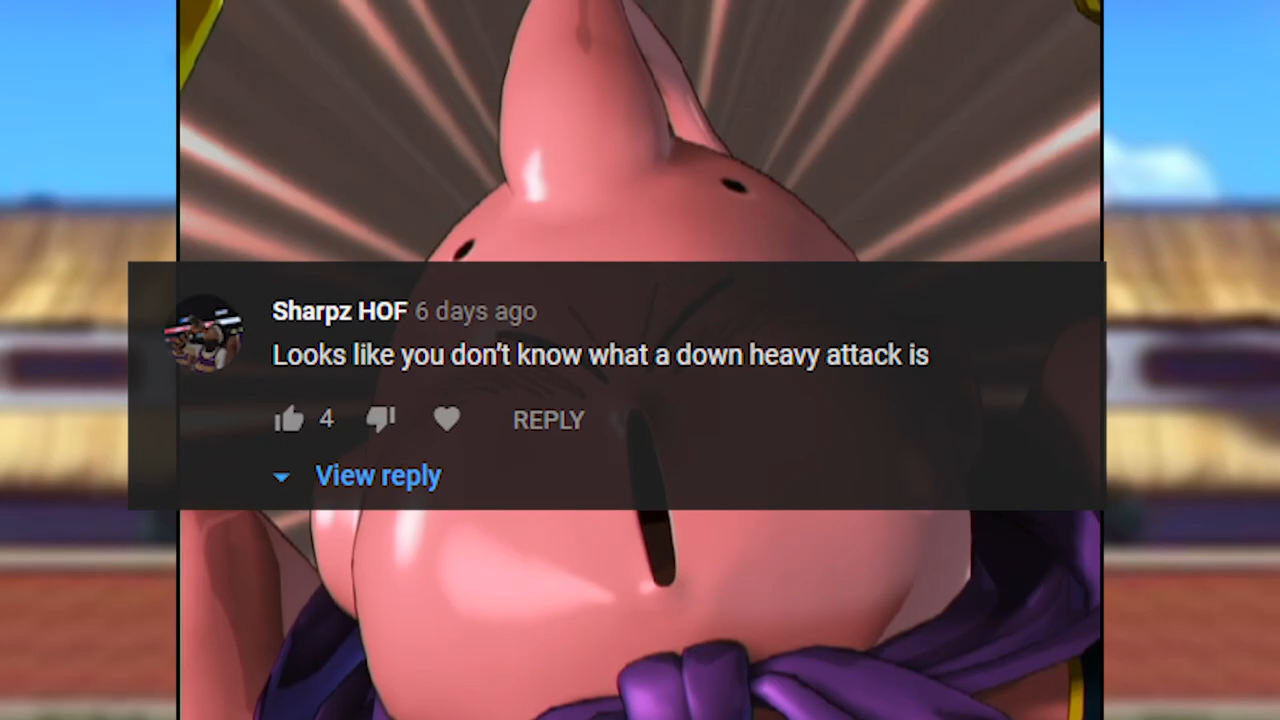 Sharpz HOF 6 days ago
Looks like you don't know what a down heavy attack is
4 REPLY
View reply